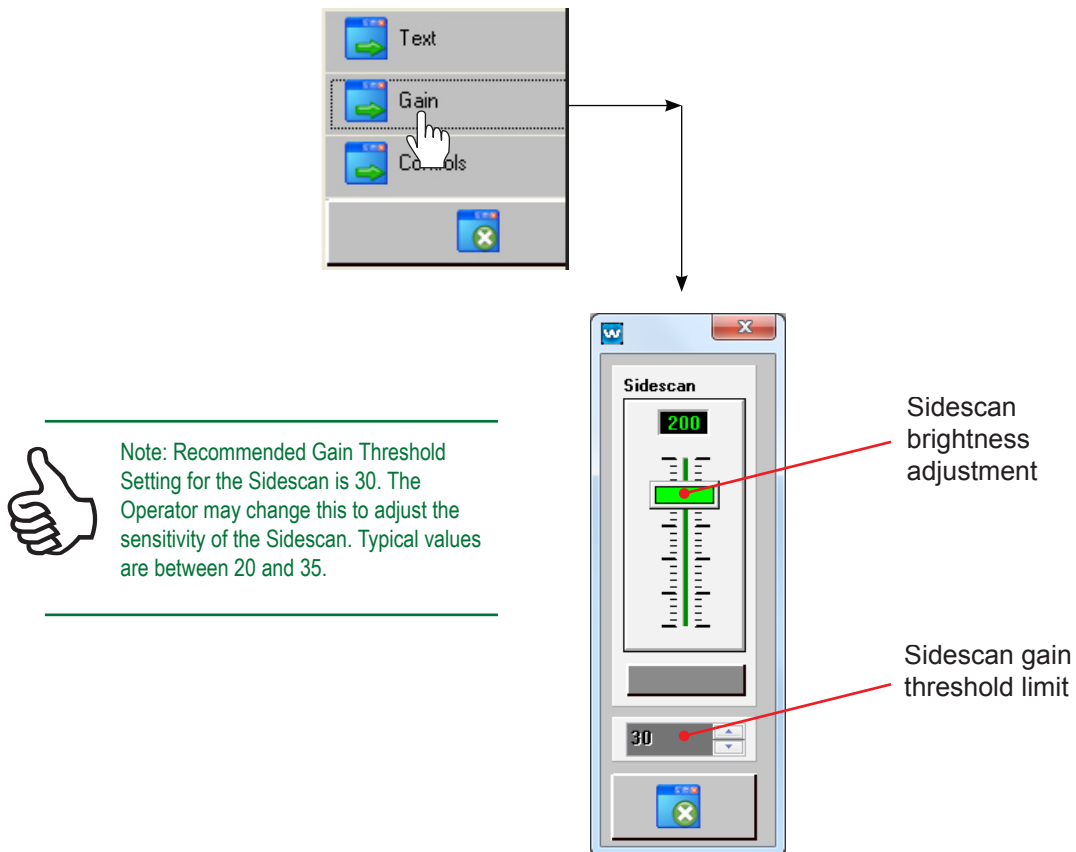 Text
Gain
Controls
w
x
Sidescan
200
Sidescan
brightness
adjustment
Note: Recommended Gain Threshold
Setting for the Sidescan is 30. The
Operator may change this to adjust the
sensitivity of the Sidescan. Typical values
are between 20 and 35.
Sidescan gain
threshold limit
30